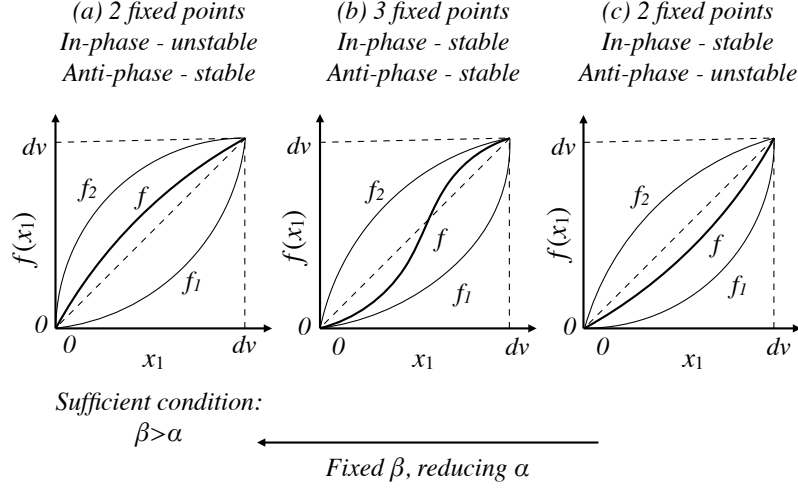 (a) 2 fixed points
In-phase - unstable
Anti-phase - stable
(b) 3 fixed points
In-phase - stable
Anti-phase - stable
(c) 2 fixed points
In-phase - stable
Anti-phase - unstable
dv
f(x₁)
f₂
f
f₁
0
0
dv
x₁
dv
f(x₁)
f₂
f
f₁
0
0
dv
x₁
dv
f(x₁)
f₂
f
f₁
0
0
dv
x₁
Sufficient condition:
β>α
Fixed β, reducing α